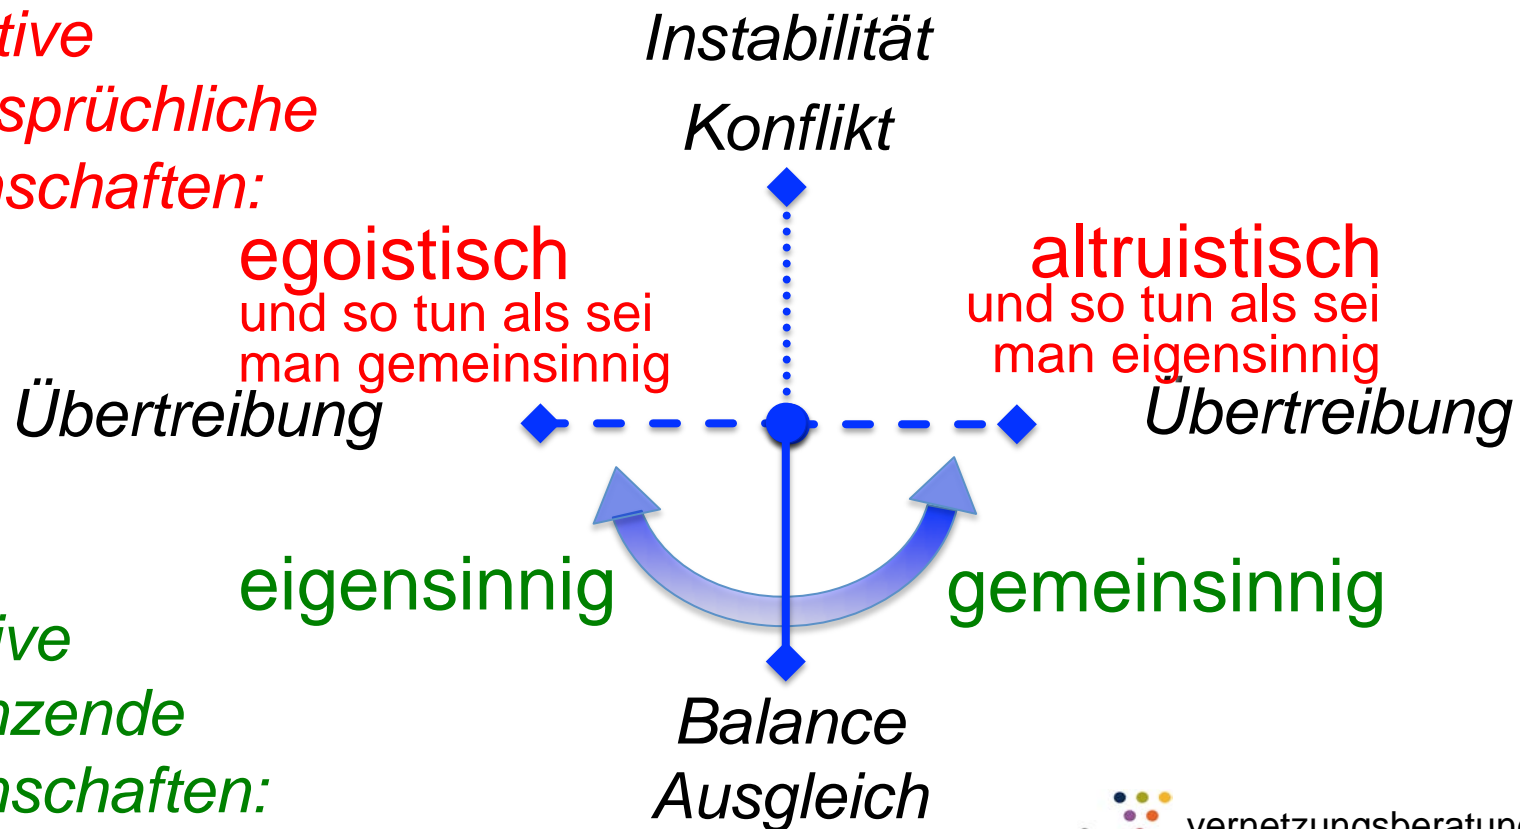 tive
sprüchliche
schaften:
Instabilität
Konflikt
egoistisch
und so tun als sei
man gemeinsinnig
altruistisch
und so tun als sei
man eigensinnig
Übertreibung
Übertreibung
eigensinnig
gemeinsinnig
ive
nzende
nschaften:
Balance
Ausgleich
vernetzungsberatung